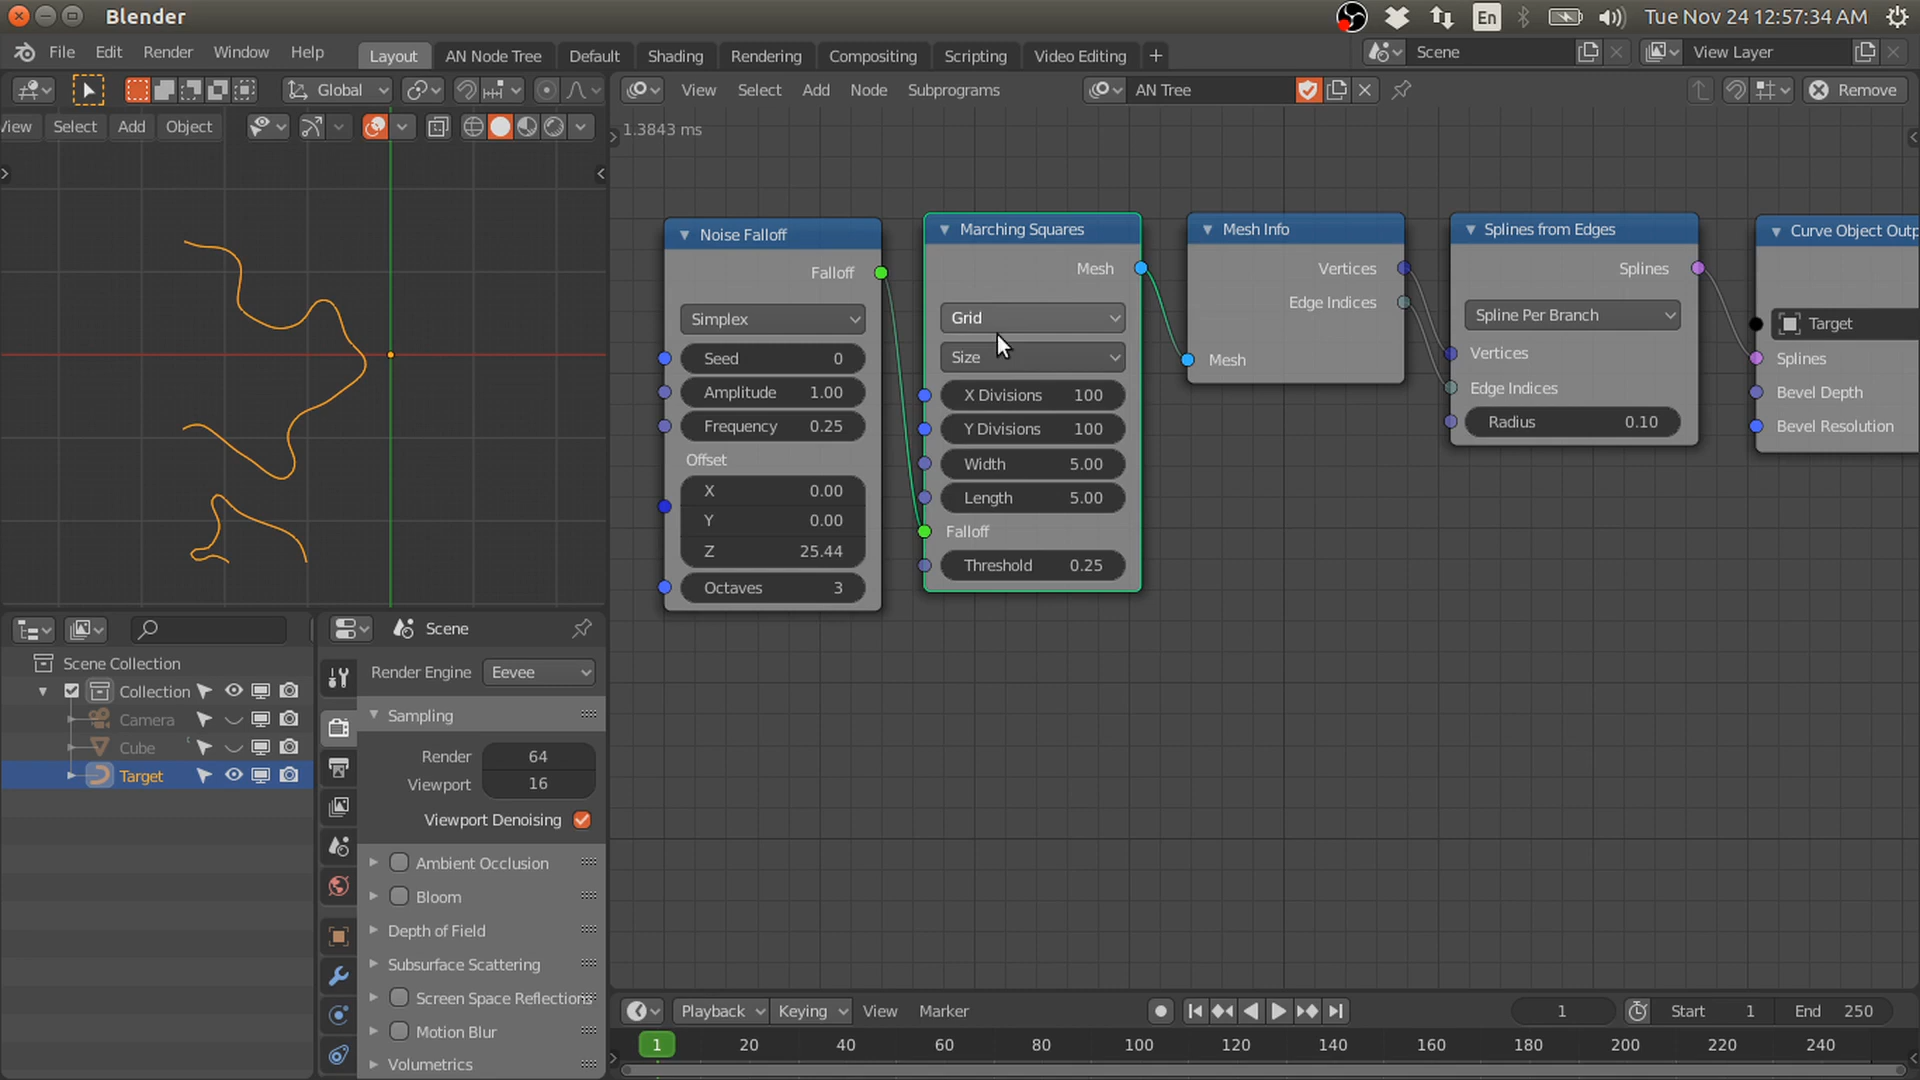 Blender
En
Tue Nov 24 12:57:34 AM
File Edit Render Window Help
Layout AN Node Tree Default Shading Rendering Compositing Scripting Video Editing +
Scene
View Layer
Global
View Select Add Node Subprograms
AN Tree
Remove
View Select Add Object
1.3843 ms
Noise Falloff
Falloff
Simplex
Seed 0
Amplitude 1.00
Frequency 0.25
Offset
X 0.00
Y 0.00
Z 25.44
Octaves 3
Marching Squares
Mesh
Grid
Size
X Divisions 100
Y Divisions 100
Width 5.00
Length 5.00
Falloff
Threshold 0.25
Mesh Info
Vertices
Edge Indices
Mesh
Splines from Edges
Splines
Spline Per Branch
Vertices
Edge Indices
Radius 0.10
Curve Object Outp
Target
Splines
Bevel Depth
Bevel Resolution
Scene Collection
Collection
Camera
Cube
Target
Scene
Render Engine Eevee
Sampling
Render 64
Viewport 16
Viewport Denoising
Ambient Occlusion
Bloom
Depth of Field
Subsurface Scattering
Screen Space Reflections
Motion Blur
Volumetrics
Playback Keying View Marker
1
Start 1
End 250
1 20 40 60 80 100 120 140 160 180 200 220 240